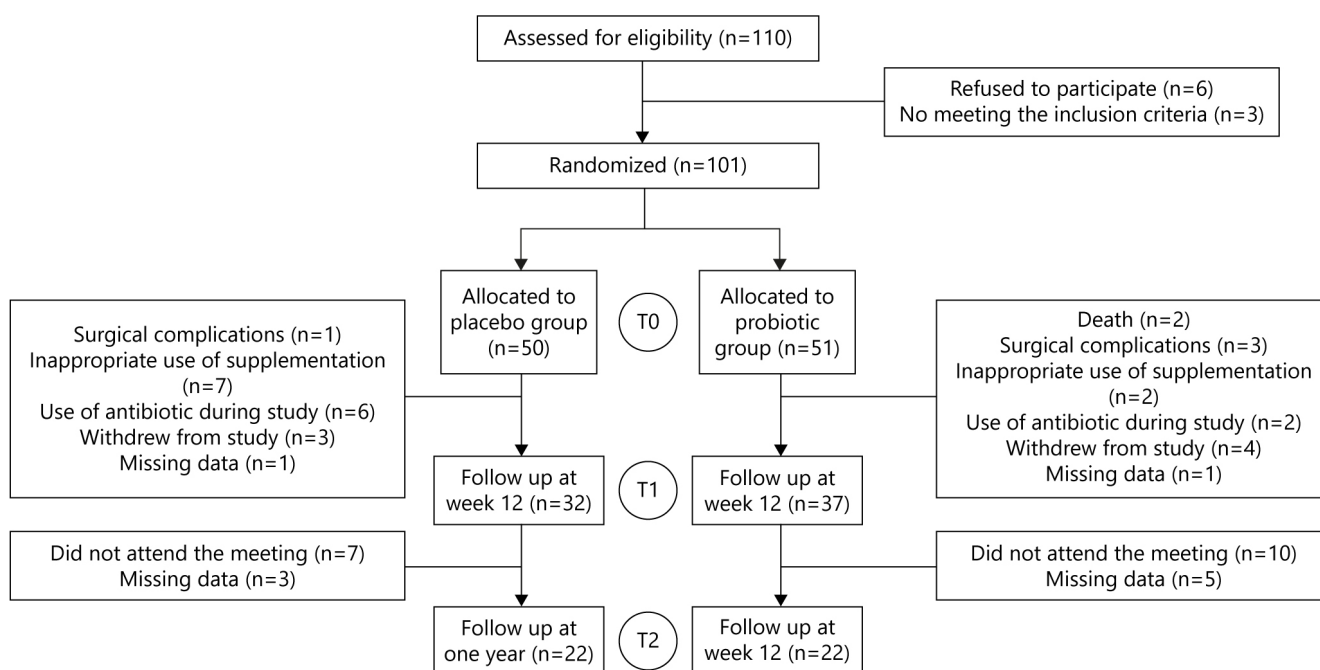 Assessed for eligibility (n=110)
Refused to participate (n=6)
No meeting the inclusion criteria (n=3)
Randomized (n=101)
Allocated to
placebo group
(n=50)
T0
Allocated to
probiotic
group (n=51)
Surgical complications (n=1)
Inappropriate use of supplementation
(n=7)
Use of antibiotic during study (n=6)
Withdrew from study (n=3)
Missing data (n=1)
Death (n=2)
Surgical complications (n=3)
Inappropriate use of supplementation
(n=2)
Use of antibiotic during study (n=2)
Withdrew from study (n=4)
Missing data (n=1)
Follow up at
week 12 (n=32)
T1
Follow up at
week 12 (n=37)
Did not attend the meeting (n=7)
Missing data (n=3)
Did not attend the meeting (n=10)
Missing data (n=5)
Follow up at
one year (n=22)
T2
Follow up at
week 12 (n=22)